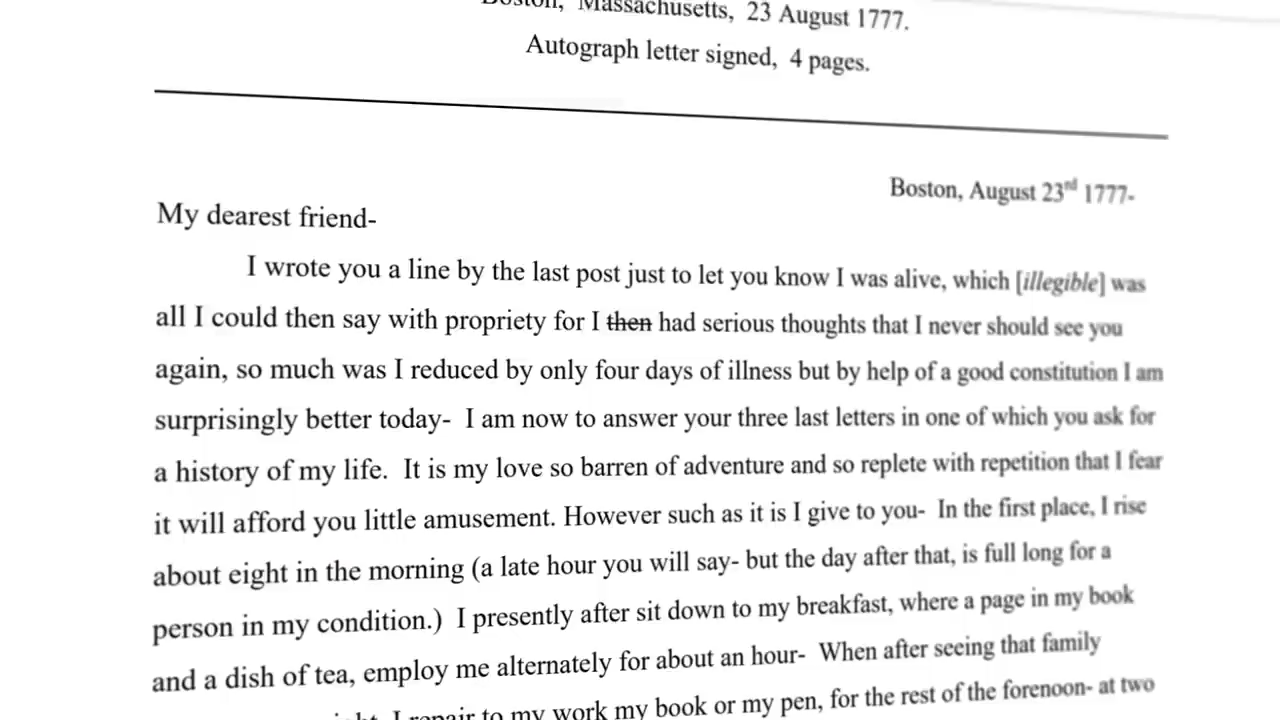 Massachusetts, 23 August 1777.
Autograph letter signed, 4 pages.
Boston, August 23rd 1777-
My dearest friend-
I wrote you a line by the last post just to let you know I was alive, which [illegible] was
all I could then say with propriety for I then had serious thoughts that I never should see you
again, so much was I reduced by only four days of illness but by help of a good constitution I am
surprisingly better today- I am now to answer your three last letters in one of which you ask for
a history of my life. It is my love so barren of adventure and so replete with repetition that I fear
it will afford you little amusement. However such as it is I give to you- In the first place, I rise
about eight in the morning (a late hour you will say- but the day after that, is full long for a
person in my condition.) I presently after sit down to my breakfast, where a page in my book
and a dish of tea, employ me alternately for about an hour- When after seeing that family
I repair to my work my book or my pen, for the rest of the forenoon- at two